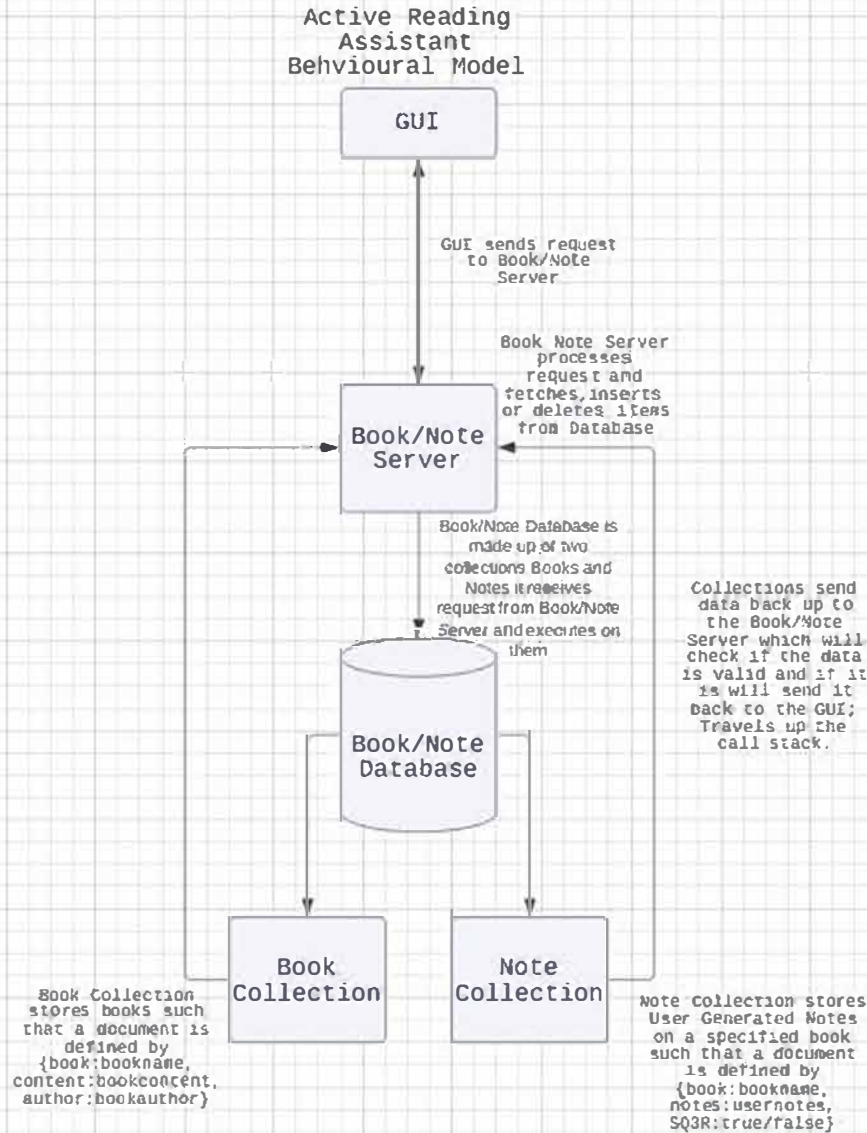 Active Reading
Assistant
Behvioural Model
GUI
GUI sends request
to Book/Note
Server
Book Note Server
processes
request and
fetches,inserts
or deletes items
from Database
Book/Note
Server
Book/Note Database is
made up of two
collections Books and
Notes it receives
request from Book/Note
Server and executes on
them
Collections send
data back up to
the Book/Note
Server which will
check if the data
is valid and if it
is will send it
back to the GUI;
Travels up the
call stack.
Book/Note
Database
Book
Collection
Note
Collection
Book Collection
stores books such
that a document is
defined by
{book:bookname,
content:bookcontent,
author:bookauthor}
Note Collection stores
User Generated Notes
on a specified book
such that a document
is defined by
{book:bookname,
notes:usernotes,
SQ3R:true/false}